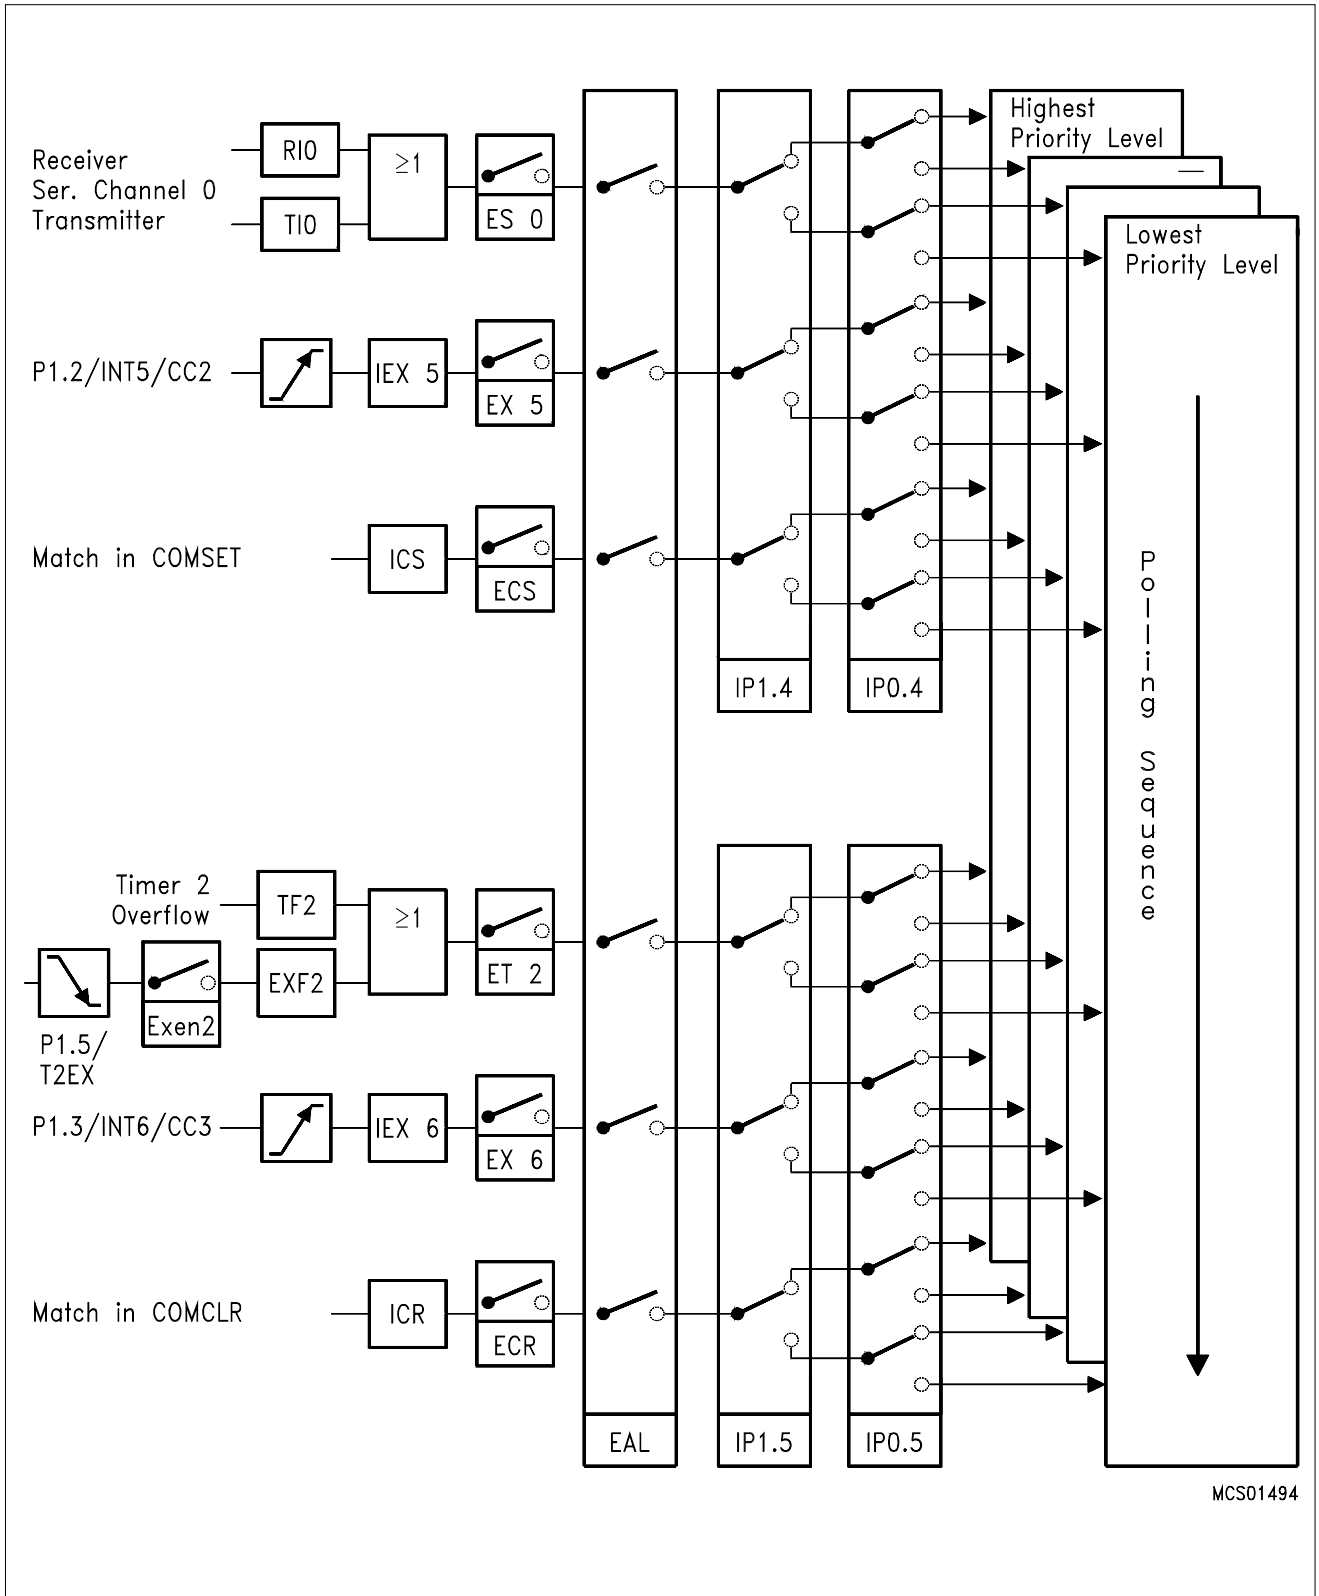 Highest
Priority Level
Receiver
Ser. Channel 0
Transmitter
RI0
TI0
≥1
ES 0
Lowest
Priority Level
P1.2/INT5/CC2
IEX 5
EX 5
Match in COMSET
ICS
ECS
IP1.4
IP0.4
Polling Sequence
Timer 2
Overflow
TF2
≥1
ET 2
EXF2
Exen2
P1.5/
T2EX
P1.3/INT6/CC3
IEX 6
EX 6
Match in COMCLR
ICR
ECR
EAL
IP1.5
IP0.5
MCS01494